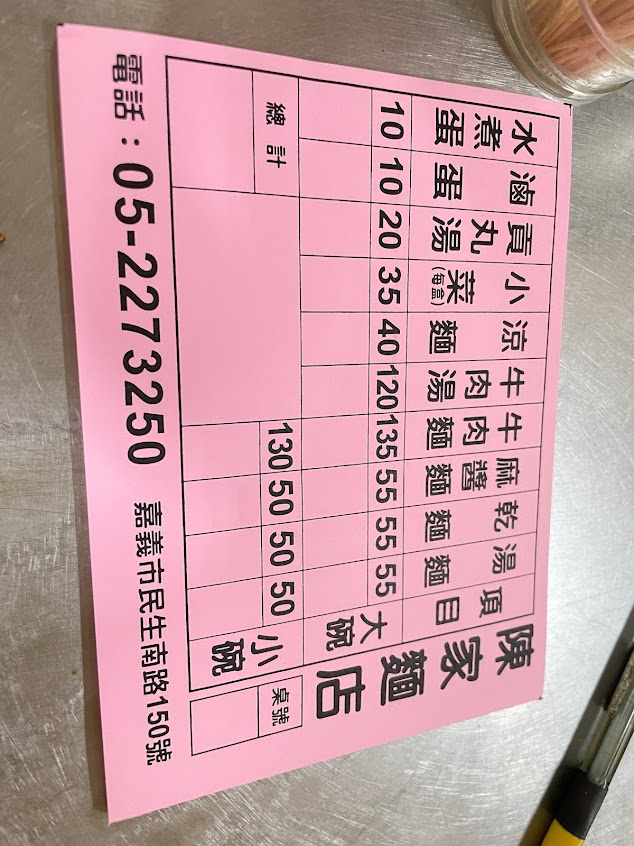 陳家麵店
桌號
項目 大碗 小碗
湯麵 55 50
乾麵 55 50
麻醬麵 55 50
牛肉麵 135 130
牛肉湯 120
涼麵 40
小菜(每盒) 35
貢丸湯 20
滷蛋 10
水煮蛋 10
總計
電話：05-2273250 嘉義市民生南路150號